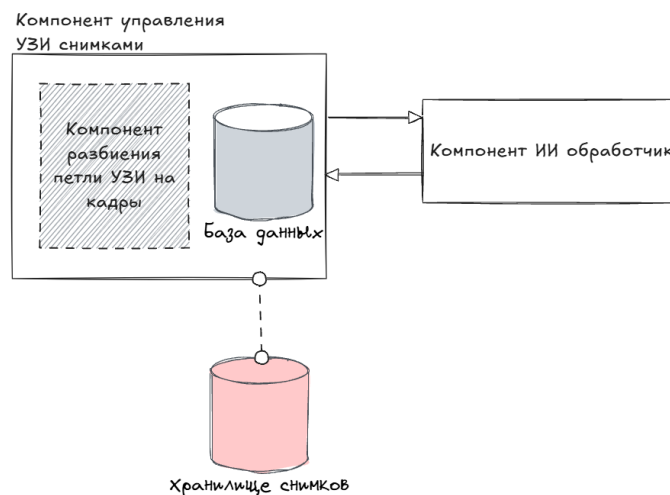 Компонент управления
УЗИ снимками
Компонент
разбиения
петли УЗИ на
кадры
База данных
Компонент ИИ обработчик
Хранилище снимков